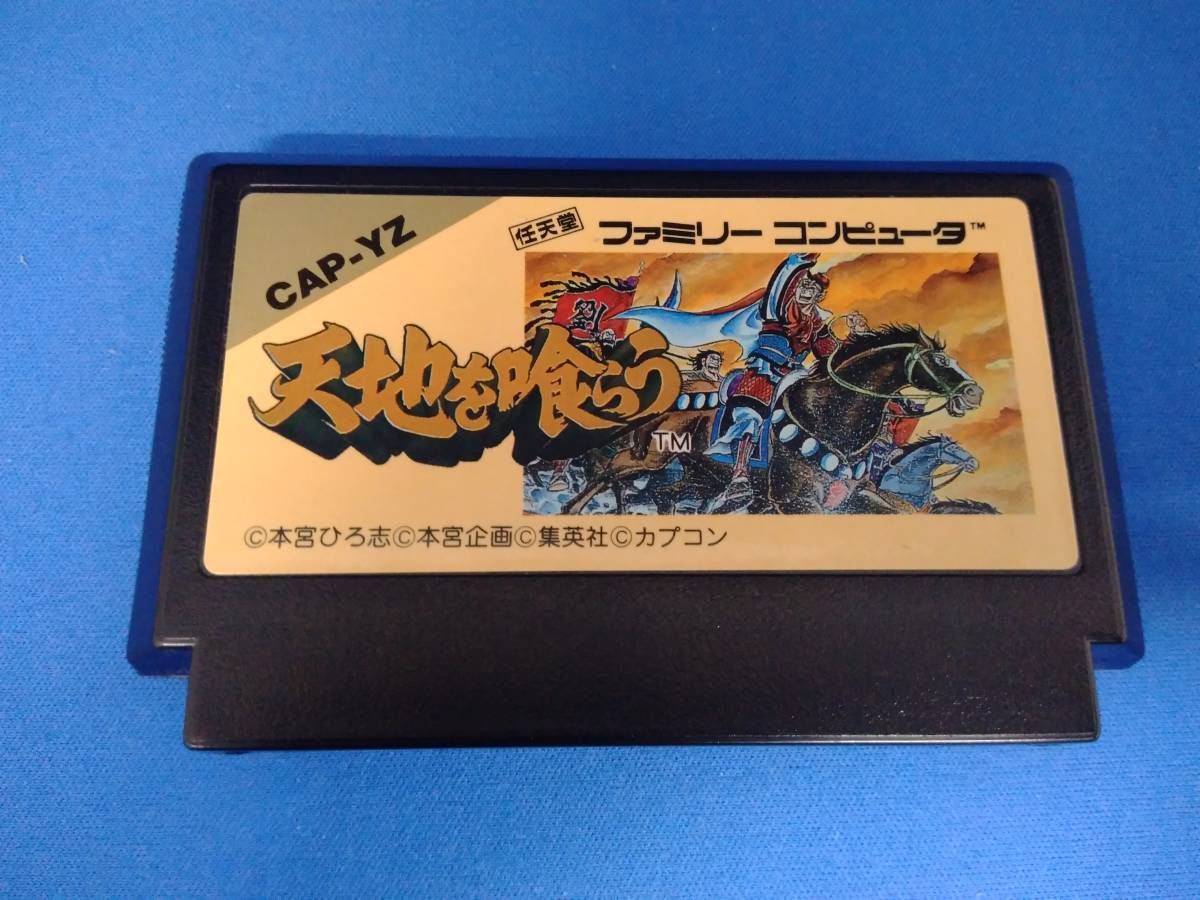 CAP-YZ
任天堂 ファミリー コンピュータ™
劉
天地を喰らう
TM
©本宮ひろ志©本宮企画©集英社©カプコン